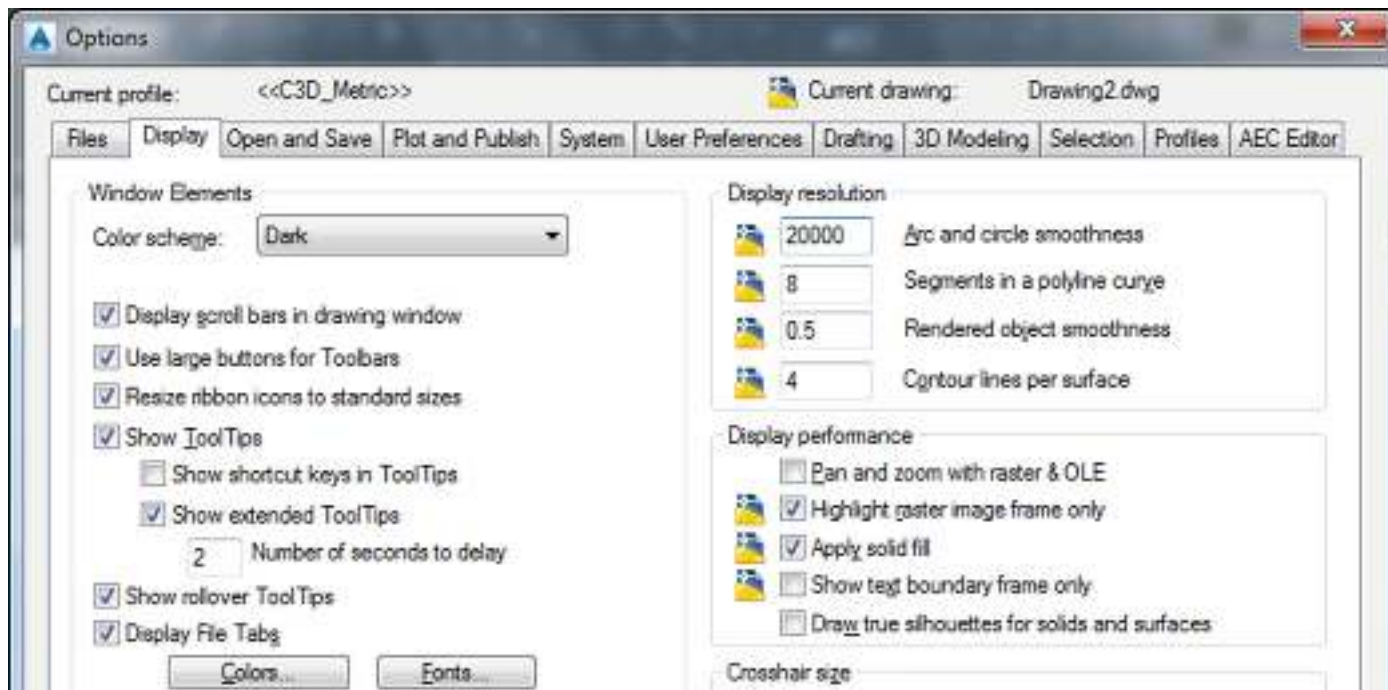 Options
Current profile: <<C3D_Metric>> Current drawing: Drawing2.dwg
Files Display Open and Save Plot and Publish System User Preferences Drafting 3D Modeling Selection Profiles AEC Editor
Window Elements
Color scheme: Dark
Display scroll bars in drawing window
Use large buttons for Toolbars
Resize ribbon icons to standard sizes
Show ToolTips
Show shortcut keys in ToolTips
Show extended ToolTips
2 Number of seconds to delay
Show rollover ToolTips
Display File Tabs
Colors... Fonts...
Display resolution
20000 Arc and circle smoothness
8 Segments in a polyline curve
0.5 Rendered object smoothness
4 Contour lines per surface
Display performance
Pan and zoom with raster & OLE
Highlight raster image frame only
Apply solid fill
Show text boundary frame only
Draw true silhouettes for solids and surfaces
Crosshair size